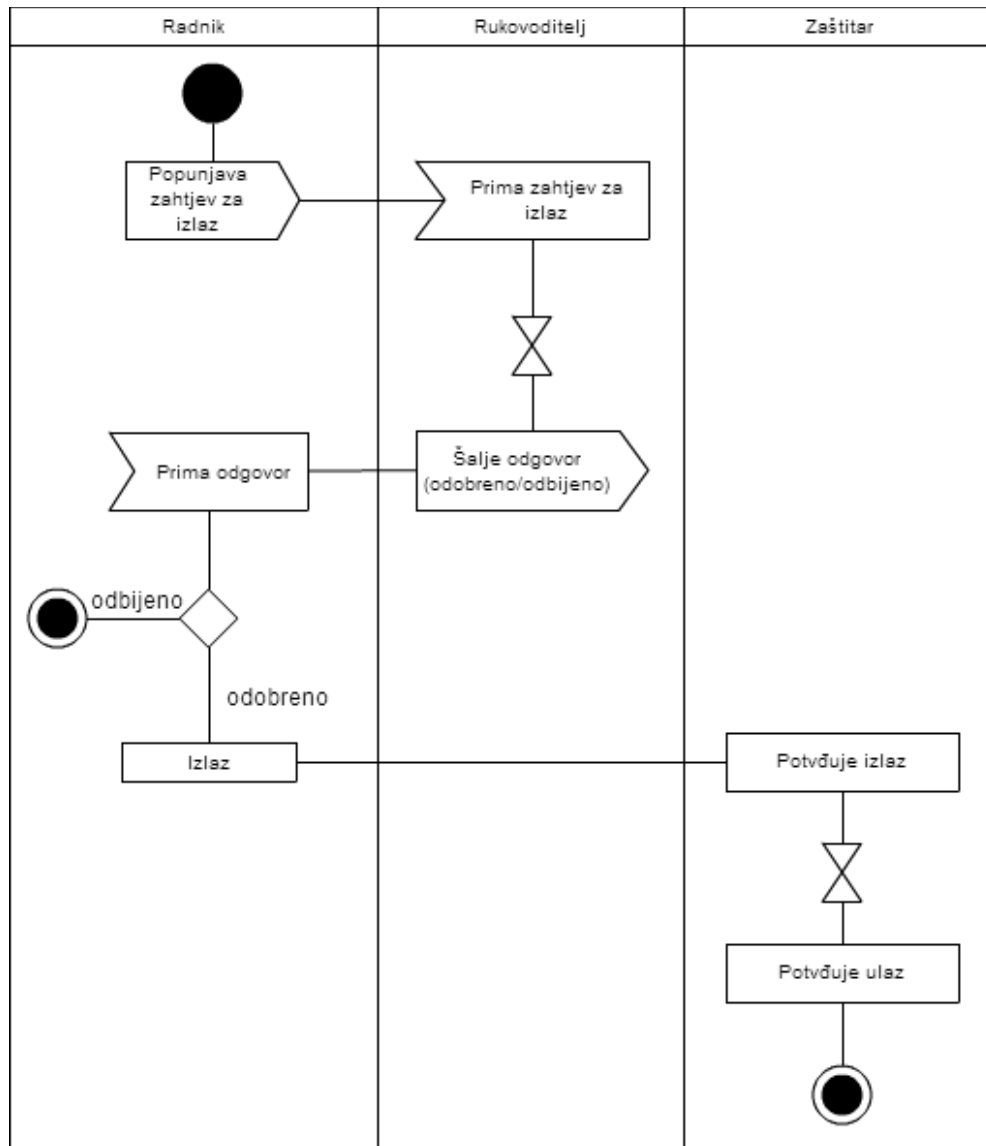 Radnik
Rukovoditelj
Zaštitar
Popunjava
zahtjev za
izlaz
Prima zahtjev za
izlaz
Prima odgovor
Šalje odgovor
(odobreno/odbijeno)
odbijeno
odobreno
Izlaz
Potvđuje izlaz
Potvđuje ulaz